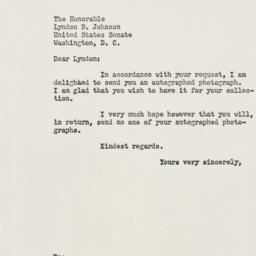 The Honorable
Lyndon B. Johnson
United States Senate
Washington, D. C.
Dear Lyndon:
In accordance with your request, I am
delighted to send you an autographed photograph.
I am glad that you wish to have it for your collec-
tion.
I very much hope however that you will,
in return, send me one of your autographed photo-
graphs.
Kindest regards.
Yours very sincerely,